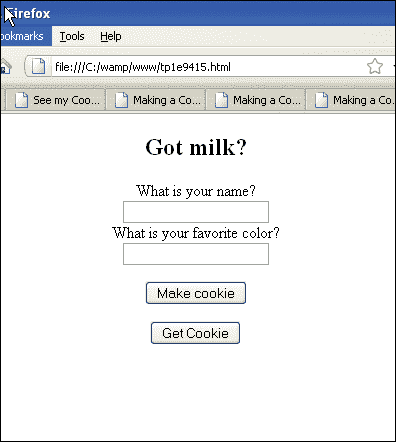 Firefox
ookmarks Tools Help
file:///C:/wamp/www/tp1e9415.html
See my Coo... Making a Co... Making a Co... Making a Co
Got milk?
What is your name?
What is your favorite color?
Make cookie
Get Cookie